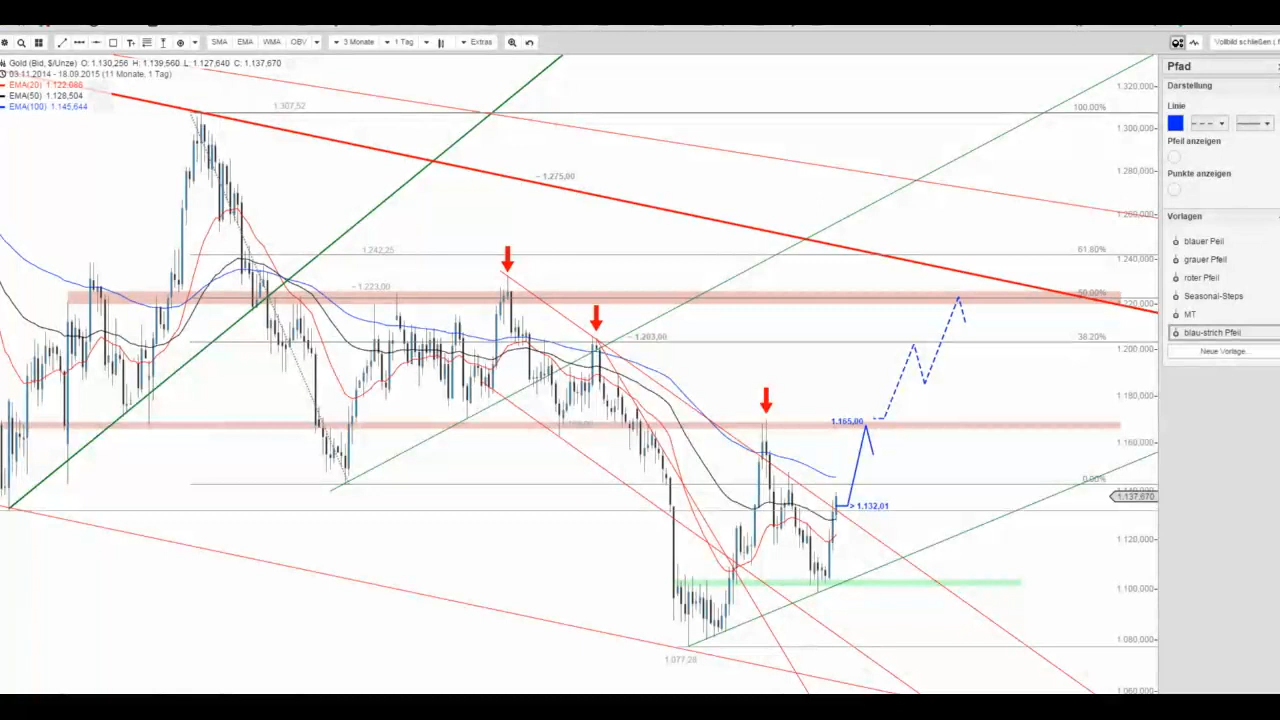 SMA EMA WMA OBV 3 Monate 1 Tag Extras Vollbild schließen
Gold (Bid, $/Unze) O: 1.130,256 H: 1.139,560 L: 1.127,640 C: 1.137,670
03.11.2014 - 18.09.2015 (11 Monate, 1 Tag)
EMA(20) 1.122,086
EMA(50) 1.128,504
EMA(100) 1.145,644
1.307,52
100.00%
~ 1.275,00
1.242,25
61.80%
~ 1.223,00
50.00%
~ 1.203,00
38.20%
1.165,00
0.00%
> 1.132,01
1.077,28
1.320,000
1.300,000
1.280,000
1.260,000
1.240,000
1.220,000
1.200,000
1.180,000
1.160,000
1.140,000
1.137,670
1.120,000
1.100,000
1.080,000
1.060,000
Pfad
Darstellung
Linie
Pfeil anzeigen
Punkte anzeigen
Vorlagen
blauer Peil
grauer Pfeil
roter Pfeil
Seasonal-Steps
MT
blau-strich Pfeil
Neue Vorlage...